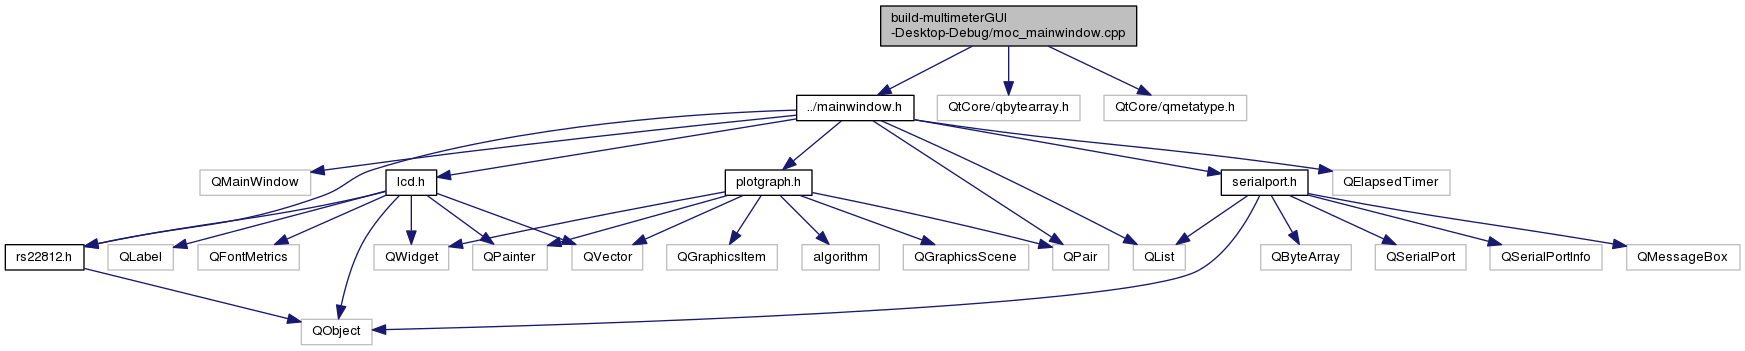 build-multimeterGUI
-Desktop-Debug/moc_mainwindow.cpp
../mainwindow.h
QtCore/qbytearray.h
QtCore/qmetatype.h
QMainWindow
lcd.h
plotgraph.h
serialport.h
QElapsedTimer
rs22812.h
QLabel
QFontMetrics
QWidget
QPainter
QVector
QGraphicsItem
algorithm
QGraphicsScene
QPair
QList
QByteArray
QSerialPort
QSerialPortInfo
QMessageBox
QObject